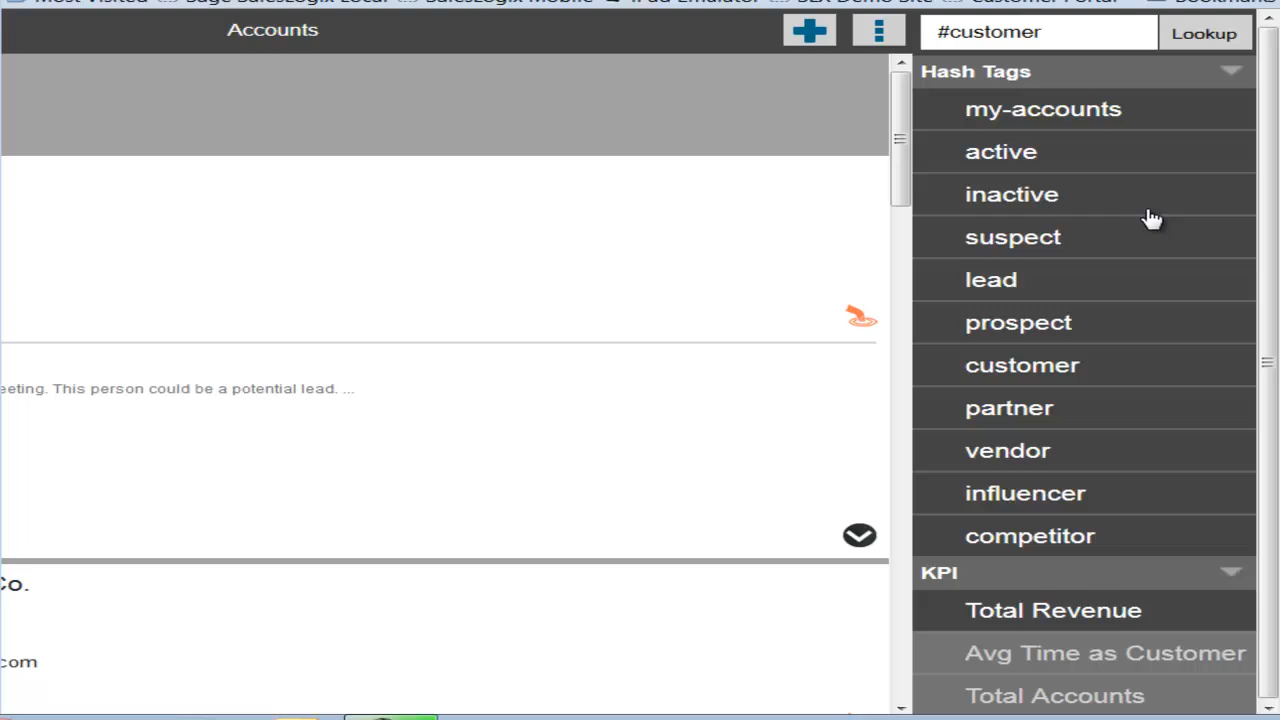 Most Visited Sage SalesLogix Local SalesLogix Mobile iPad Emulator SLX Demo Site Customer Portal Bookmarks
Accounts
#customer
Lookup
Hash Tags
my-accounts
active
inactive
suspect
lead
prospect
customer
partner
vendor
influencer
competitor
KPI
Total Revenue
Avg Time as Customer
Total Accounts
eeting. This person could be a potential lead. ...
Co.
com